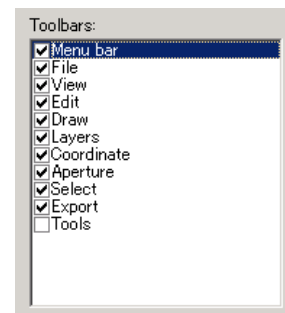 Toolbars:
Menu bar
File
View
Edit
Draw
Layers
Coordinate
Aperture
Select
Export
Tools